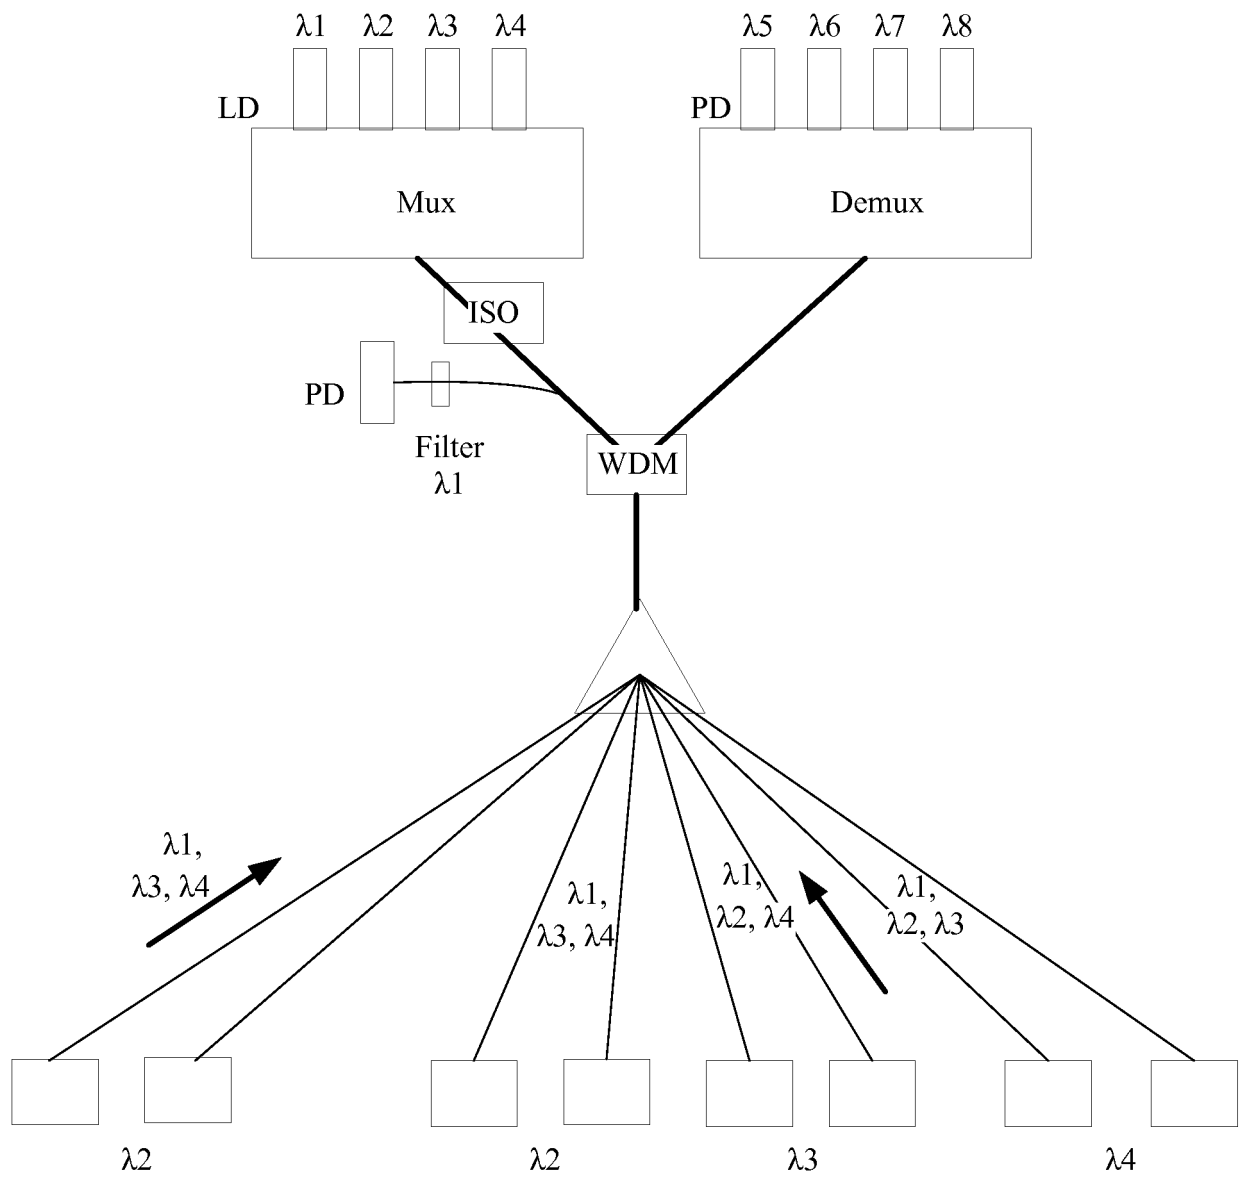 λ1 λ2 λ3 λ4 λ5 λ6 λ7 λ8
LD PD
Mux Demux
ISO
PD
Filter
λ1
WDM
λ1,
λ3, λ4
λ1,
λ3, λ4
λ1,
λ2, λ4
λ1,
λ2, λ3
λ2 λ2 λ3 λ4